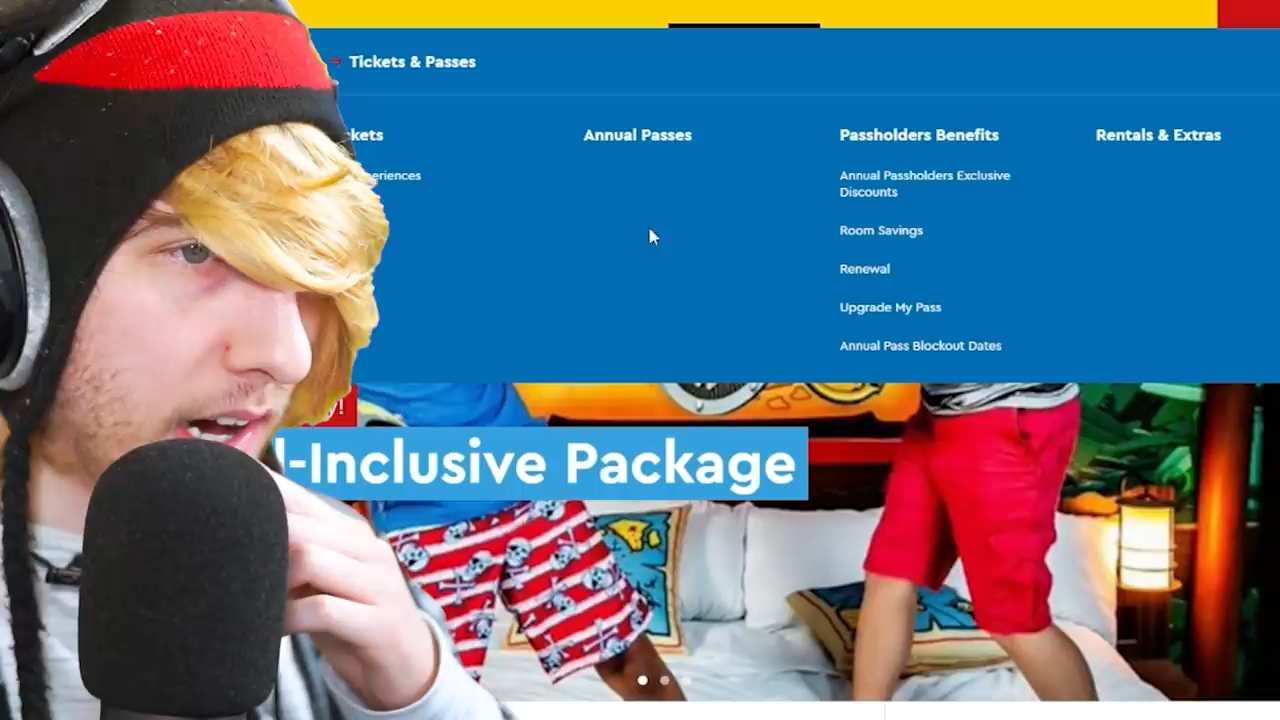 Tickets & Passes
kets
Annual Passes
Passholders Benefits
Rentals & Extras
eriences
Annual Passholders Exclusive
Discounts
Room Savings
Renewal
Upgrade My Pass
Annual Pass Blockout Dates
y!
-Inclusive Package